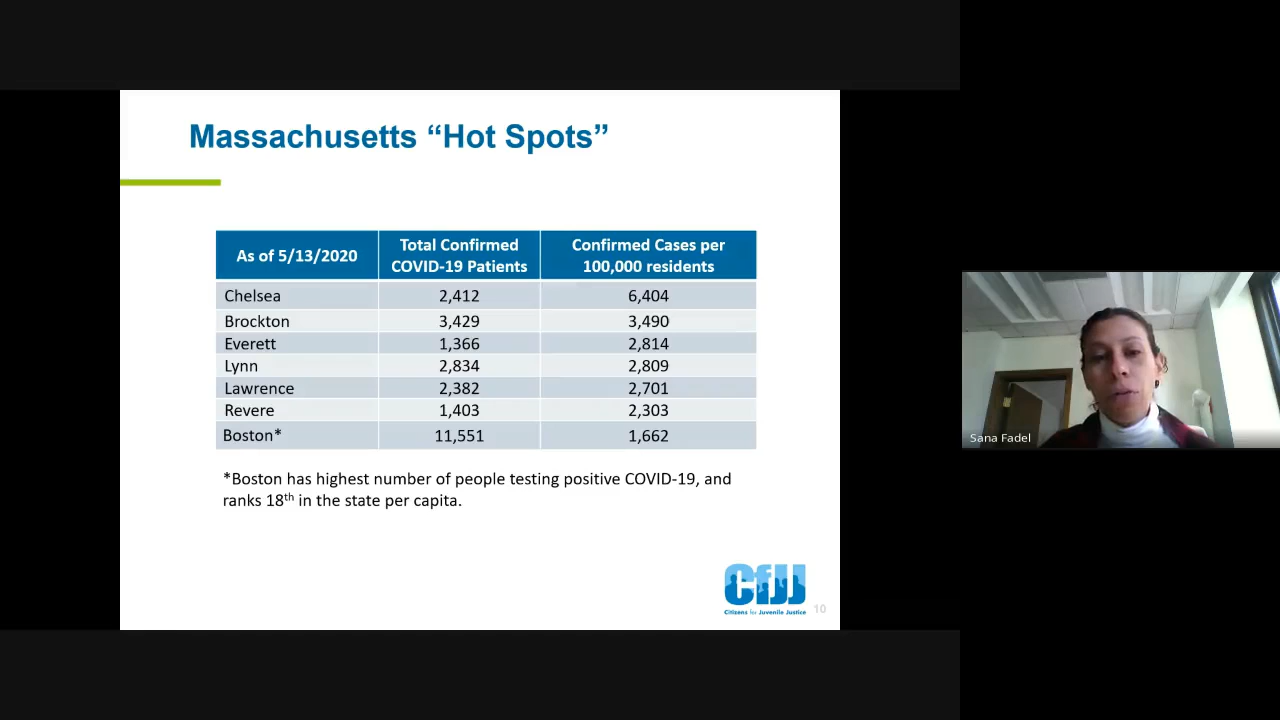 Massachusetts “Hot Spots”
As of 5/13/2020
Total Confirmed
COVID-19 Patients
Confirmed Cases per
100,000 residents
Chelsea 2,412 6,404
Brockton 3,429 3,490
Everett 1,366 2,814
Lynn 2,834 2,809
Lawrence 2,382 2,701
Revere 1,403 2,303
Boston* 11,551 1,662
*Boston has highest number of people testing positive COVID-19, and
ranks 18th in the state per capita.
CfJJ
Citizens for Juvenile Justice
10
Sana Fadel